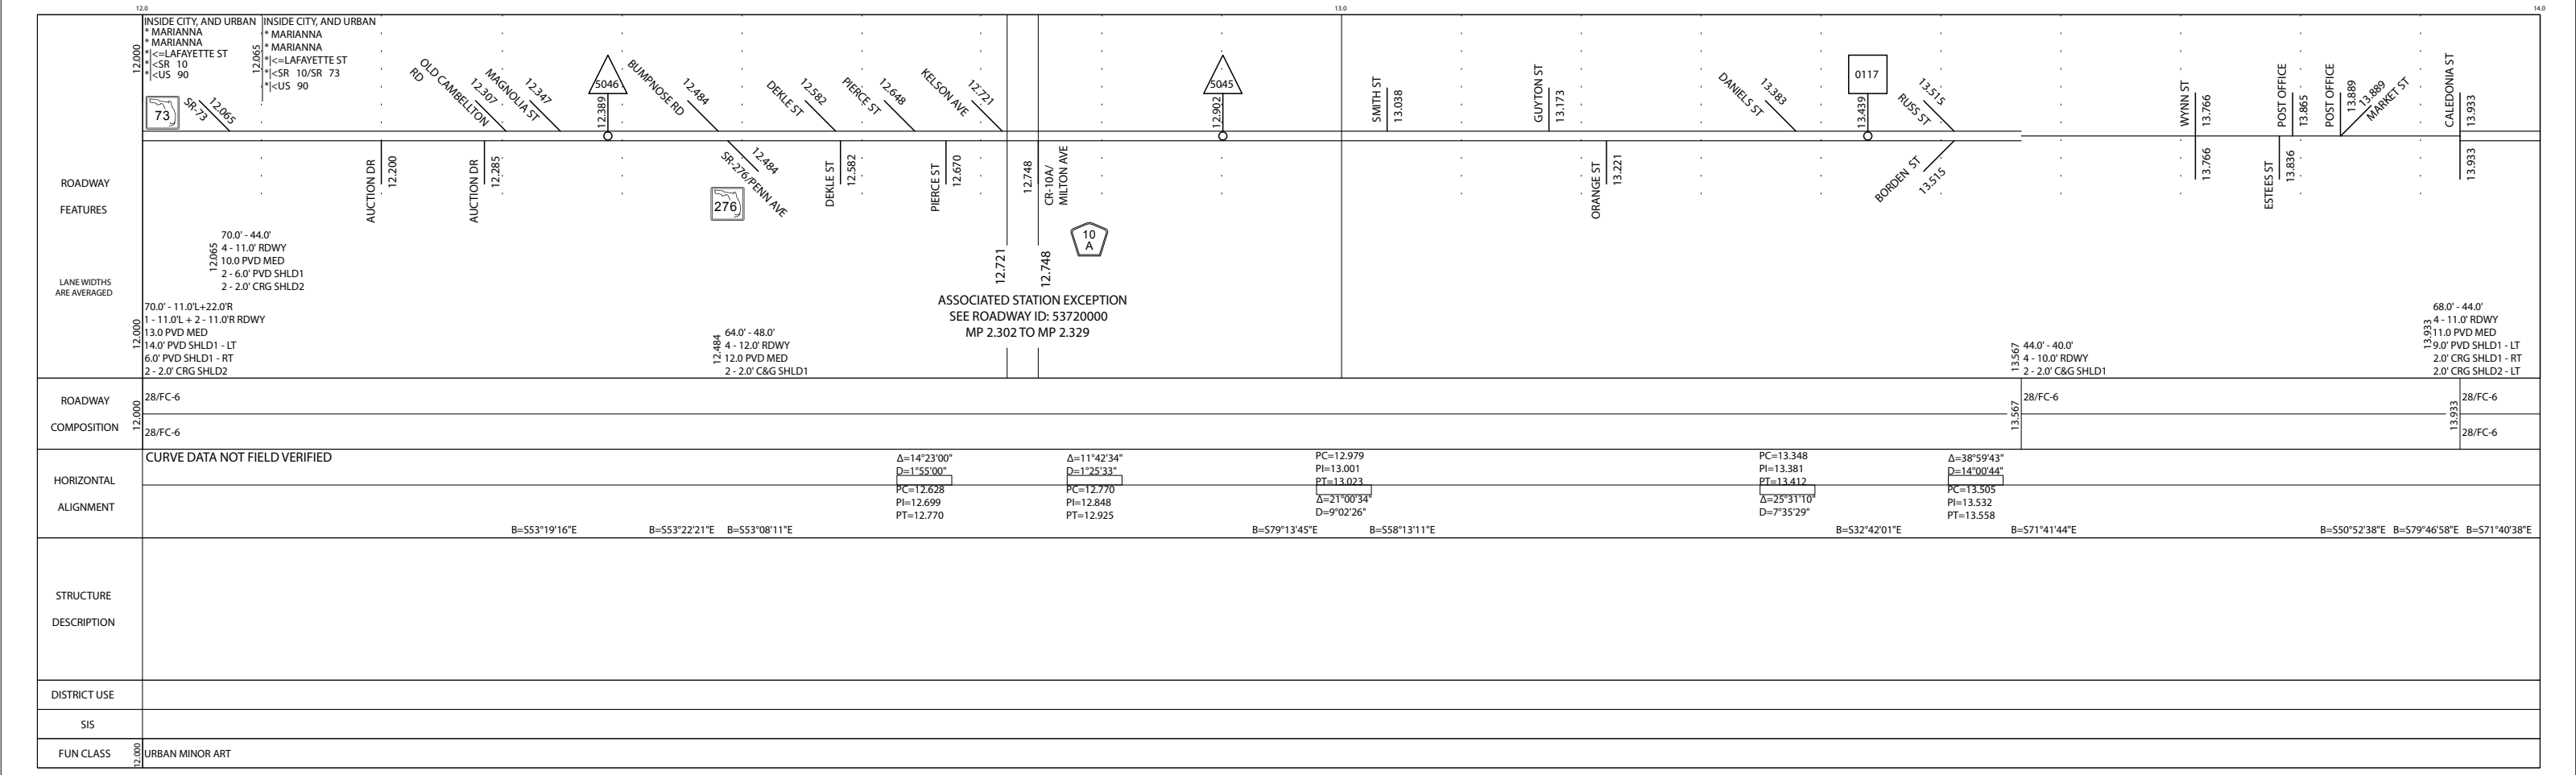 12.0
13.0
14.0
INSIDE CITY, AND URBAN
* MARIANNA
* MARIANNA
*|<=LAFAYETTE ST
*|<SR 10
*|<US 90
12.000
INSIDE CITY, AND URBAN
* MARIANNA
* MARIANNA
*|<=LAFAYETTE ST
*|<SR 10/SR 73
*|<US 90
12.065
73
SR-73
12.065
OLD CAMBELLTON
RD
12.307
MAGNOLIA ST
12.347
5046
12.389
BUMPNOSE RD
12.484
DEKLE ST
12.582
PIERCE ST
12.648
KELSON AVE
12.721
5045
12.902
SMITH ST
13.038
GUYTON ST
13.173
DANIELS ST
13.383
0117
13.439
RUSS ST
13.515
WYNN ST
13.766
POST OFFICE
13.865
POST OFFICE
13.889
13.889
MARKET ST
CALEDONIA ST
13.933
ROADWAY
FEATURES
AUCTION DR
12.200
AUCTION DR
12.285
SR-276/PENN AVE
12.484
276
DEKLE ST
12.582
PIERCE ST
12.670
12.748
CR-10A/
MILTON AVE
10
A
ORANGE ST
13.221
BORDEN ST
13.515
13.766
ESTEES ST
13.836
13.933
LANE WIDTHS
ARE AVERAGED
12.065
70.0' - 44.0'
4 - 11.0' RDWY
10.0 PVD MED
2 - 6.0' PVD SHLD1
2 - 2.0' CRG SHLD2
12.000
70.0' - 11.0'L+22.0'R
1 - 11.0'L + 2 - 11.0'R RDWY
13.0 PVD MED
14.0' PVD SHLD1 - LT
6.0' PVD SHLD1 - RT
2 - 2.0' CRG SHLD2
12.484
64.0' - 48.0'
4 - 12.0' RDWY
12.0 PVD MED
2 - 2.0' C&G SHLD1
12.721
12.748
ASSOCIATED STATION EXCEPTION
SEE ROADWAY ID: 53720000
MP 2.302 TO MP 2.329
13.567
44.0' - 40.0'
4 - 10.0' RDWY
2 - 2.0' C&G SHLD1
13.933
68.0' - 44.0'
4 - 11.0' RDWY
11.0 PVD MED
9.0' PVD SHLD1 - LT
2.0' CRG SHLD1 - RT
2.0' CRG SHLD2 - LT
ROADWAY
COMPOSITION
12.000
28/FC-6
28/FC-6
13.567
28/FC-6
13.933
28/FC-6
28/FC-6
HORIZONTAL
ALIGNMENT
CURVE DATA NOT FIELD VERIFIED
Δ=14°23'00"
D=1°55'00"
PC=12.628
PI=12.699
PT=12.770
Δ=11°42'34"
D=1°25'33"
PC=12.770
PI=12.848
PT=12.925
PC=12.979
PI=13.001
PT=13.023
Δ=21°00'34"
D=9°02'26"
PC=13.348
PI=13.381
PT=13.412
Δ=25°31'10"
D=7°35'29"
Δ=38°59'43"
D=14°00'44"
PC=13.505
PI=13.532
PT=13.558
B=S53°19'16"E
B=S53°22'21"E
B=S53°08'11"E
B=S79°13'45"E
B=S58°13'11"E
B=S32°42'01"E
B=S71°41'44"E
B=S50°52'38"E
B=S79°46'58"E
B=S71°40'38"E
STRUCTURE
DESCRIPTION
DISTRICT USE
SIS
FUN CLASS
12.000
URBAN MINOR ART